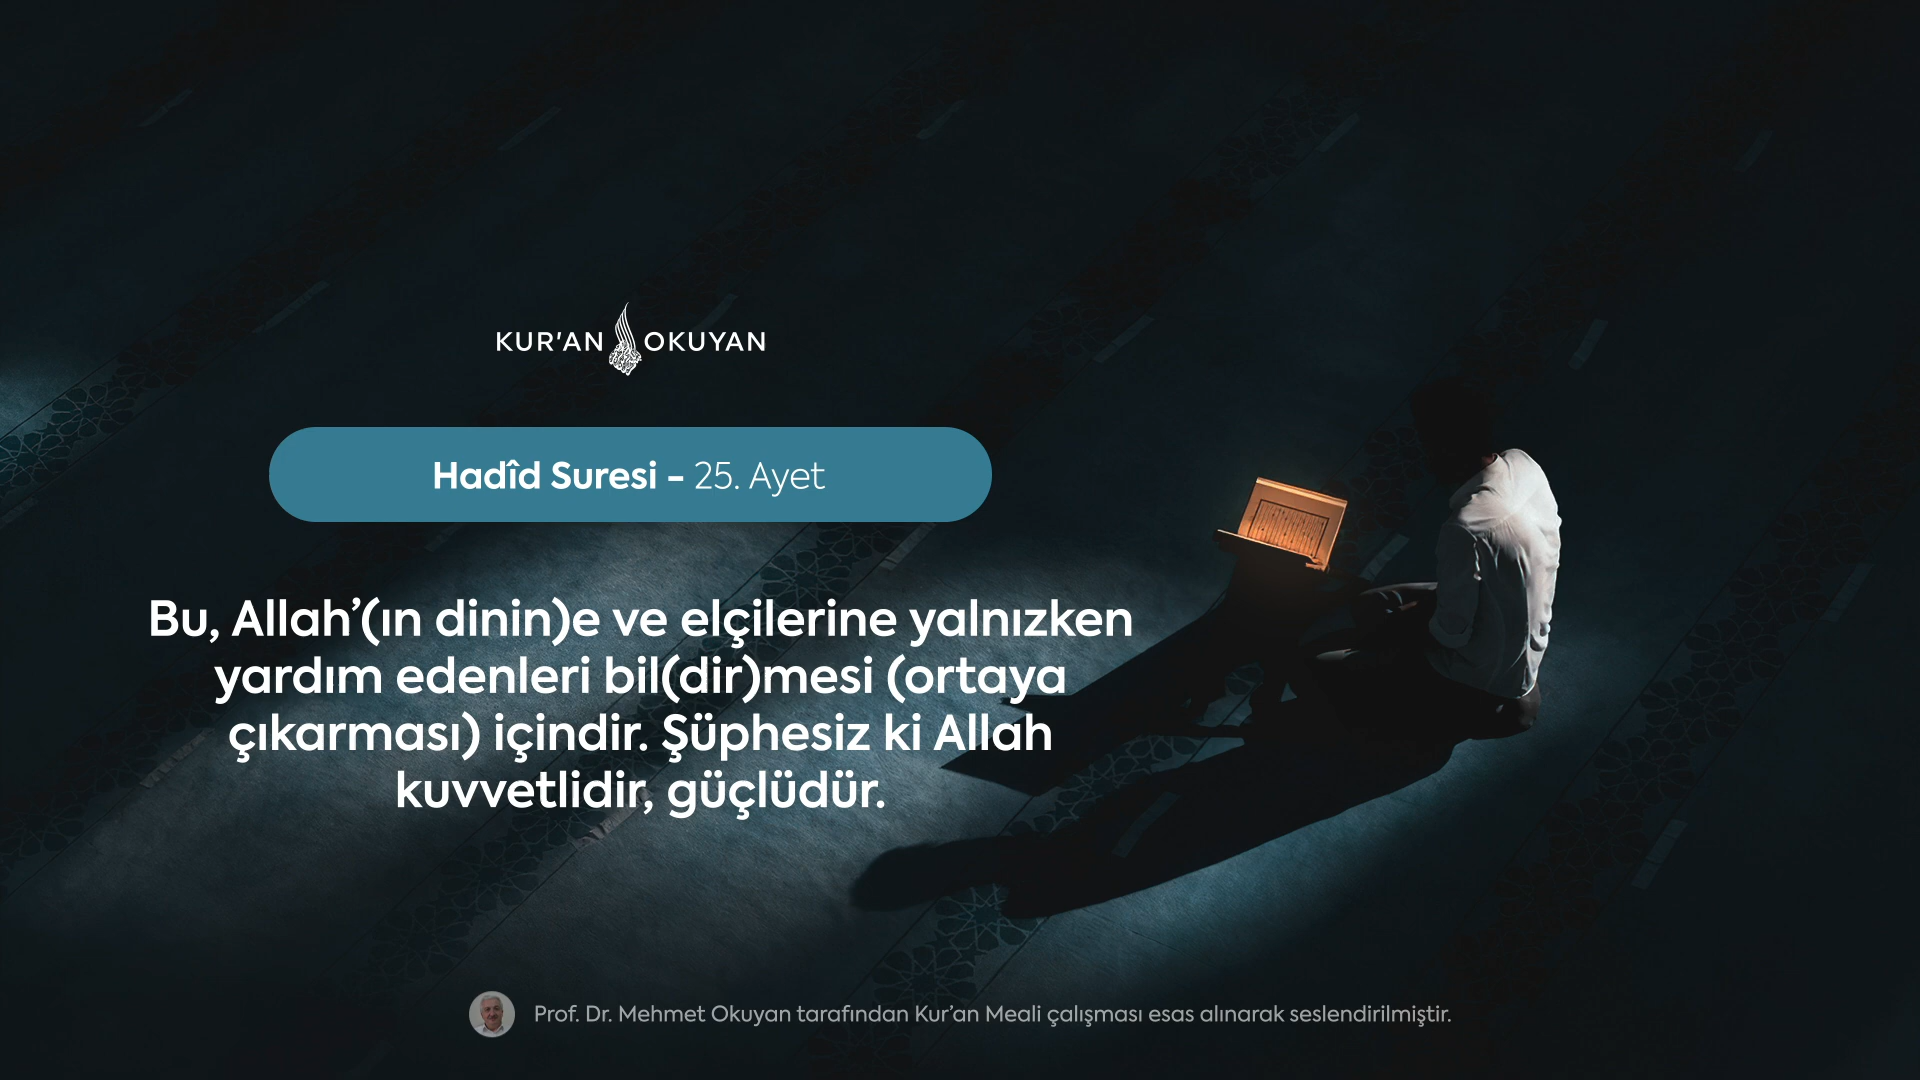 KUR'AN OKUYAN
Hadîd Suresi - 25. Ayet
Bu, Allah’(ın dinin)e ve elçilerine yalnızken
yardım edenleri bil(dir)mesi (ortaya
çıkarması) içindir. Şüphesiz ki Allah
kuvvetlidir, güçlüdür.
Prof. Dr. Mehmet Okuyan tarafından Kur’an Meali çalışması esas alınarak seslendirilmiştir.